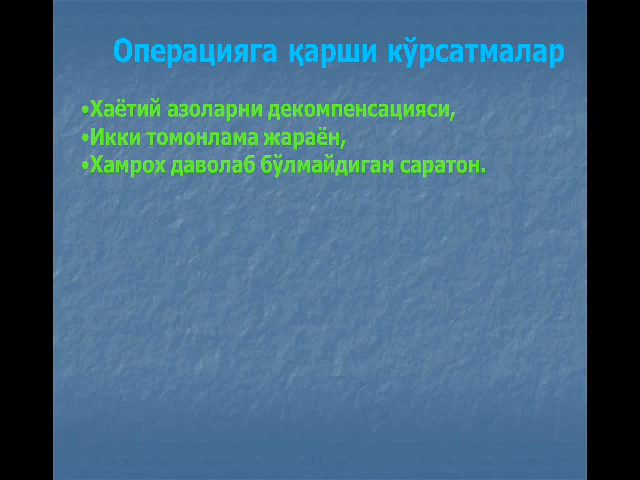 Операцияга қарши кўрсатмалар
•Хаётий азоларни декомпенсацияси,
•Икки томонлама жараён,
•Хамрох даволаб бўлмайдиган саратон.